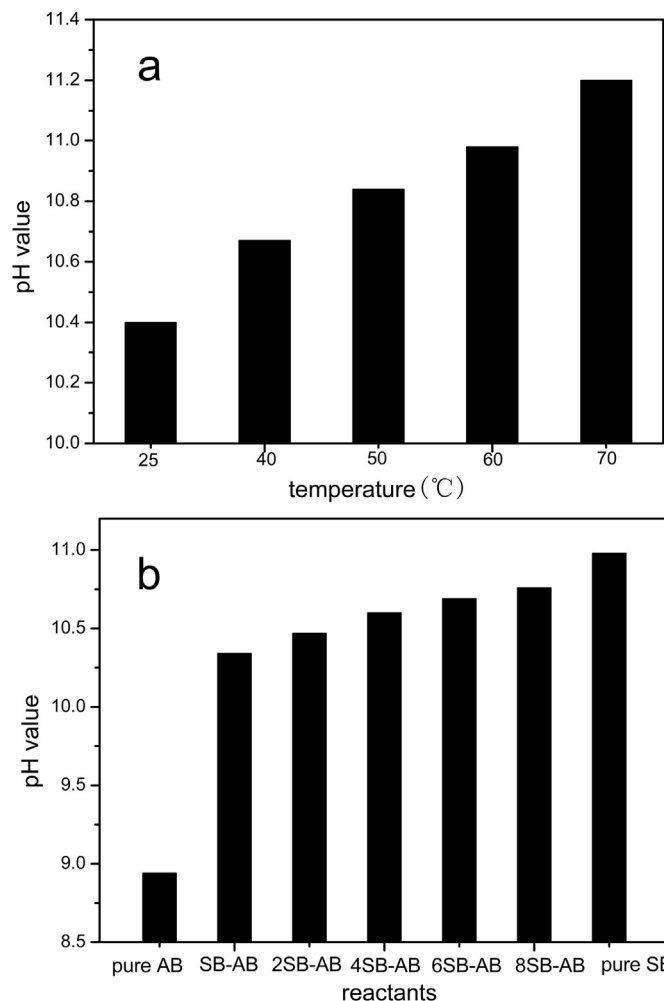 11.4
a
11.2
11.0
10.8
10.6
10.4
10.2
10.0
pH value
25 40 50 60 70
temperature(℃)
b
11.0
10.5
10.0
9.5
9.0
8.5
pH value
pure AB SB-AB 2SB-AB 4SB-AB 6SB-AB 8SB-AB pure SB
reactants